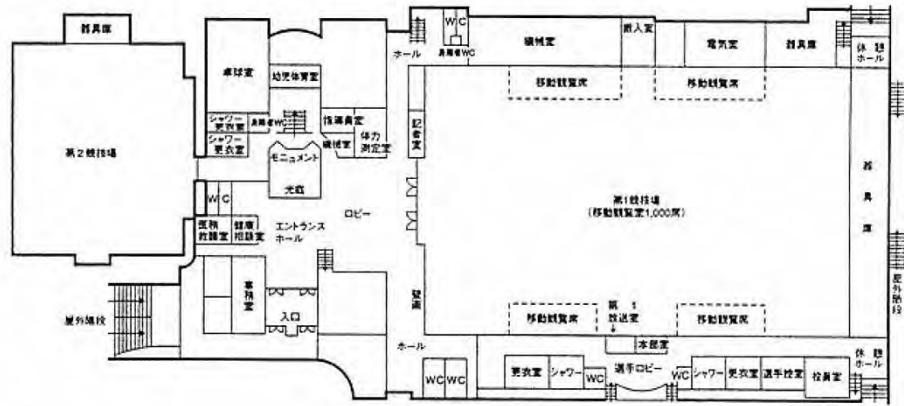 器具庫
卓球室
幼児体育室
シャワー
更衣室
身障者WC
シャワー
更衣室
第2競技場
モニュメント
光庭
指導員室
機械室
体力
測定室
WC
医務
救護室
健康
相談室
エントランス
ホール
ロビー
事務室
入口
屋外階段
ホール
WC
身障者WC
機械室
搬入室
電気室
器具庫
休憩
ホール
移動観覧席
移動観覧席
記者室
第1競技場
(移動観覧室1,000席)
器具庫
壁画
移動観覧席
第1
放送室
移動観覧席
屋外階段
ホール
本部室
WC
WC
更衣室
シャワー
WC
選手ロビー
WC
シャワー
更衣室
選手控室
役員室
休憩
ホール